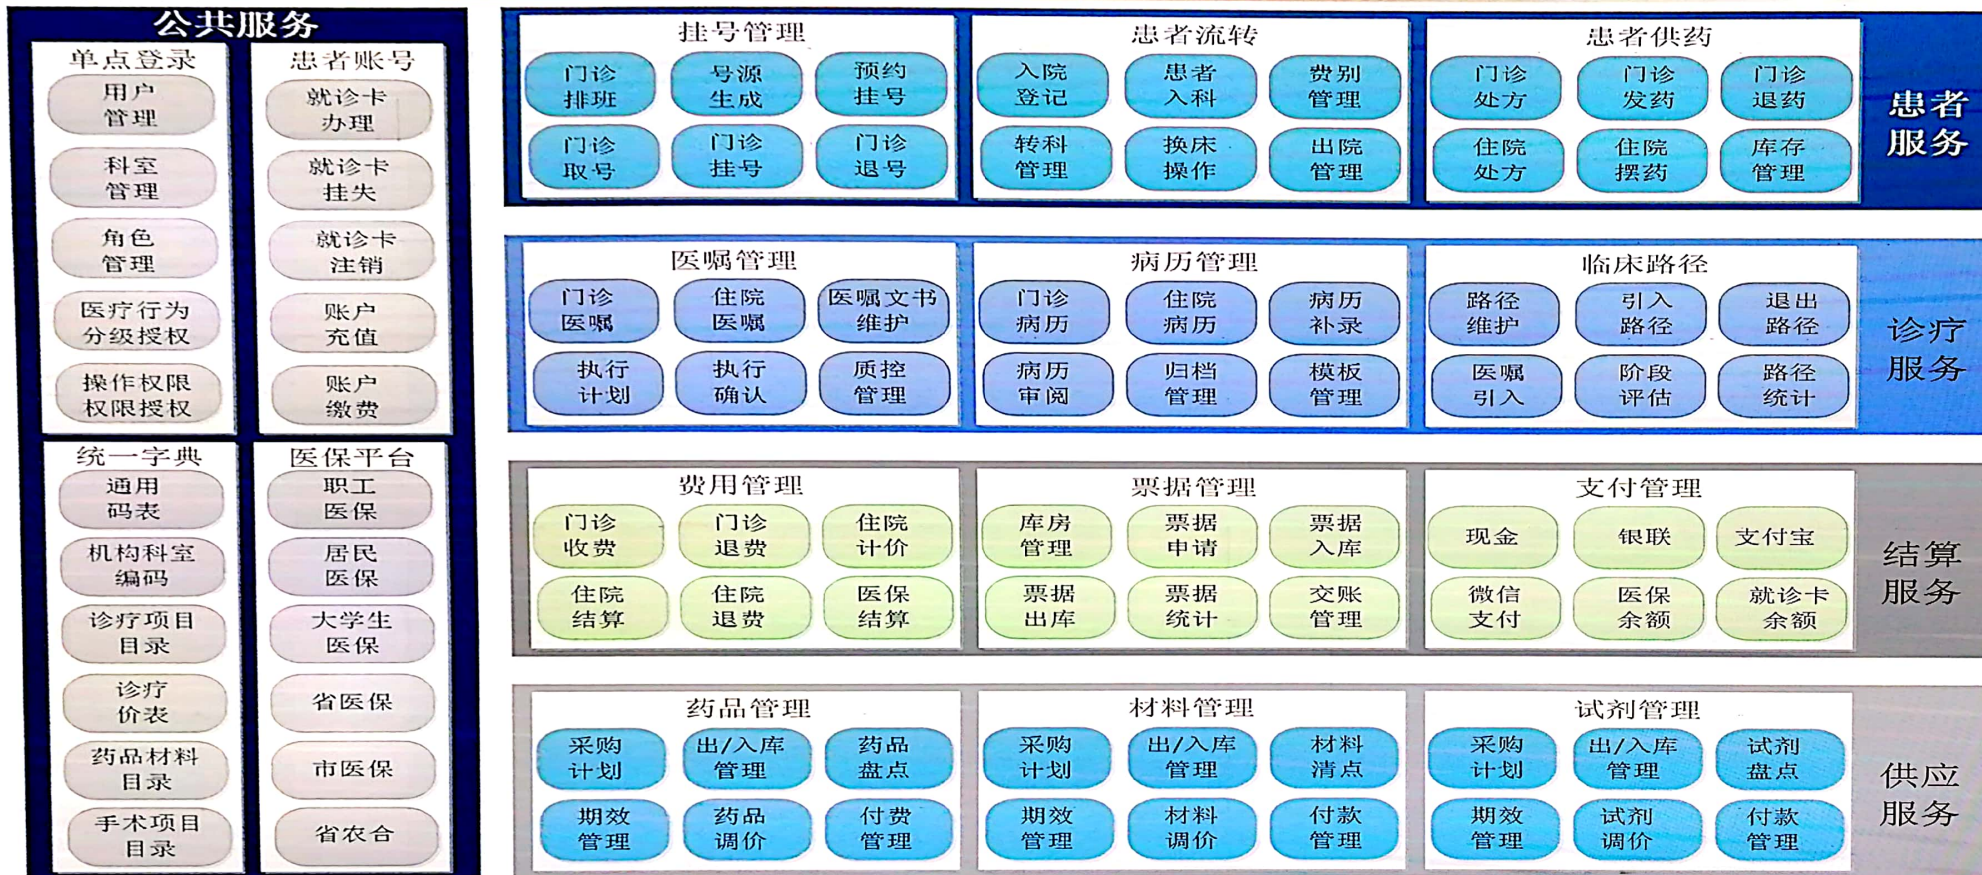 公共服务
单点登录
用户
管理
科室
管理
角色
管理
医疗行为
分级授权
操作权限
权限授权
患者账号
就诊卡
办理
就诊卡
挂失
就诊卡
注销
账户
充值
账户
缴费
统一字典
通用
码表
机构科室
编码
诊疗项目
目录
诊疗
价表
药品材料
目录
手术项目
目录
医保平台
职工
医保
居民
医保
大学生
医保
省医保
市医保
省农合
挂号管理
门诊
排班
号源
生成
预约
挂号
门诊
取号
门诊
挂号
门诊
退号
患者流转
入院
登记
患者
入科
费别
管理
转科
管理
换床
操作
出院
管理
患者供药
门诊
处方
门诊
发药
门诊
退药
住院
处方
住院
摆药
库存
管理
患者
服务
医嘱管理
门诊
医嘱
住院
医嘱
医嘱文书
维护
执行
计划
执行
确认
质控
管理
病历管理
门诊
病历
住院
病历
病历
补录
病历
审阅
归档
管理
模板
管理
临床路径
路径
维护
引入
路径
退出
路径
医嘱
引入
阶段
评估
路径
统计
诊疗
服务
费用管理
门诊
收费
门诊
退费
住院
计价
住院
结算
住院
退费
医保
结算
票据管理
库房
管理
票据
申请
票据
入库
票据
出库
票据
统计
交账
管理
支付管理
现金
银联
支付宝
微信
支付
医保
余额
就诊卡
余额
结算
服务
药品管理
采购
计划
出/入库
管理
药品
盘点
期效
管理
药品
调价
付费
管理
材料管理
采购
计划
出/入库
管理
材料
清点
期效
管理
材料
调价
付款
管理
试剂管理
采购
计划
出/入库
管理
试剂
盘点
期效
管理
试剂
调价
付款
管理
供应
服务